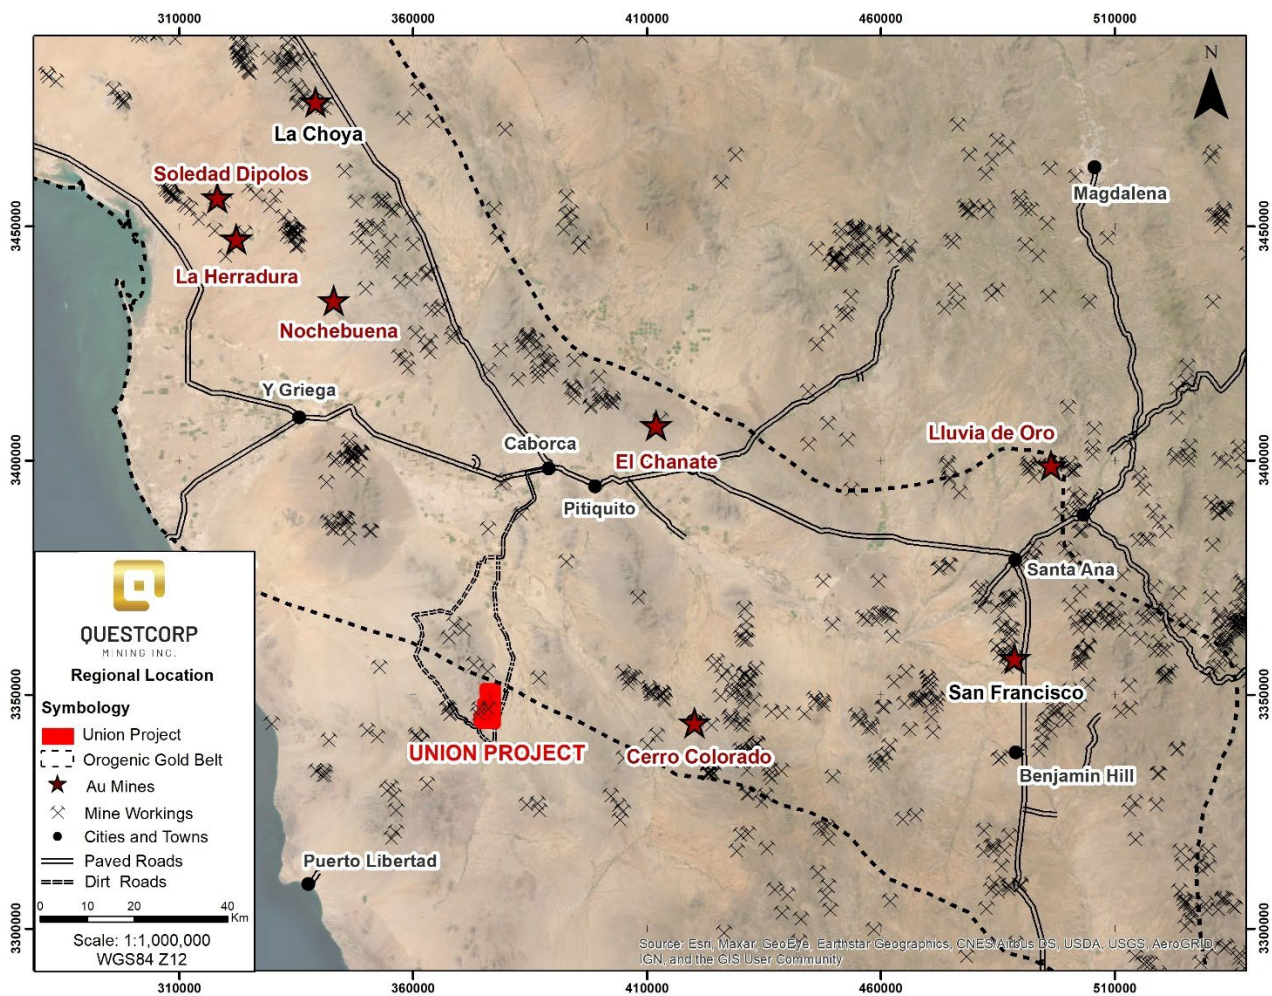 310000 360000 410000 460000 510000
N
La Choya
Soledad Dipolos
Magdalena
3450000
3450000
La Herradura
Nochebuena
Y Griega
Lluvia de Oro
Caborca
El Chanate
3400000
3400000
Pitiquito
Santa Ana
QUESTCORP
MINING INC.
Regional Location
San Francisco
3350000
3350000
Symbology
Union Project
UNION PROJECT
Cerro Colorado
Orogenic Gold Belt
Benjamin Hill
Au Mines
Mine Workings
Cities and Towns
Paved Roads
Puerto Libertad
Dirt Roads
0 10 20 40
Km
3300000
3300000
Scale: 1:1,000,000
WGS84 Z12
Source: Esri, Maxar, GeoEye, Earthstar Geographics, CNES/Airbus DS, USDA, USGS, AeroGRID,
IGN, and the GIS User Community
310000 360000 410000 460000 510000